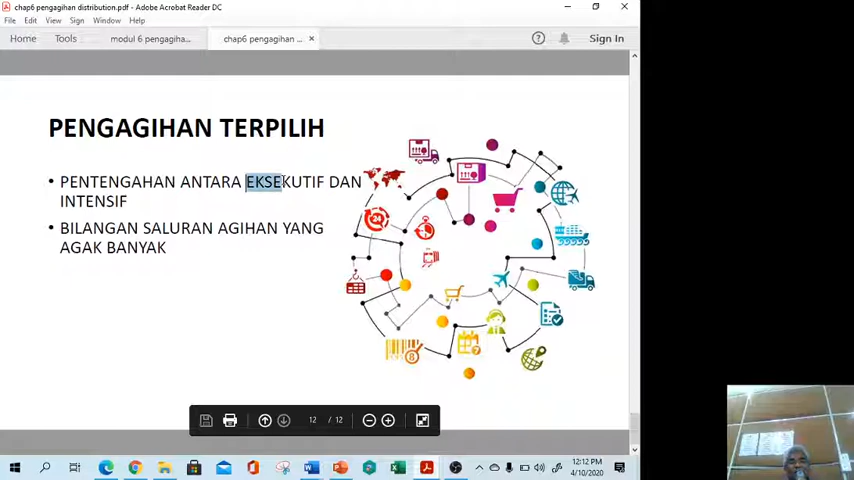 chap6 pengagihan distribution.pdf - Adobe Acrobat Reader DC
File Edit View Sign Window Help
Home Tools modul 6 pengagiha... chap6 pengagihan ... Sign In
PENGAGIHAN TERPILIH
• PENTENGAHAN ANTARA EKSEKUTIF DAN
INTENSIF
• BILANGAN SALURAN AGIHAN YANG
AGAK BANYAK
12 / 12
12:12 PM
4/10/2020